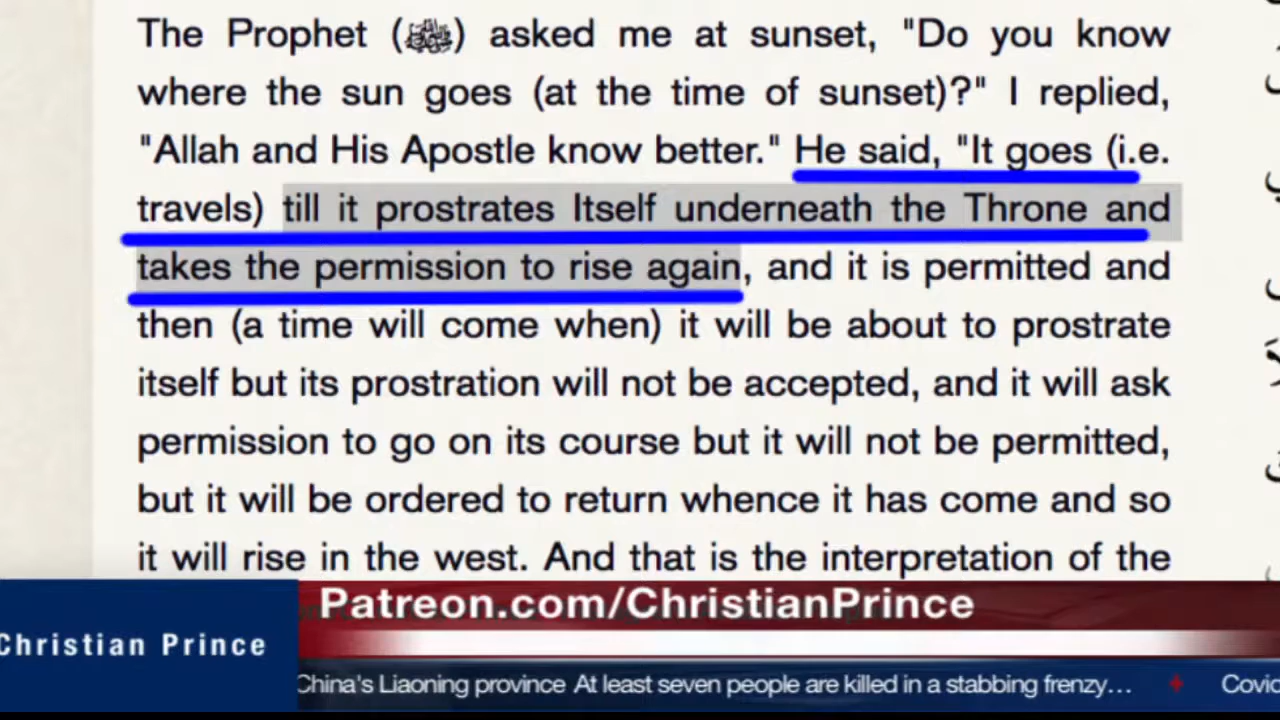 The Prophet (ﷺ) asked me at sunset, "Do you know
where the sun goes (at the time of sunset)?" I replied,
"Allah and His Apostle know better." He said, "It goes (i.e.
travels) till it prostrates Itself underneath the Throne and
takes the permission to rise again, and it is permitted and
then (a time will come when) it will be about to prostrate
itself but its prostration will not be accepted, and it will ask
permission to go on its course but it will not be permitted,
but it will be ordered to return whence it has come and so
it will rise in the west. And that is the interpretation of the
Patreon.com/ChristianPrince
Christian Prince
China's Liaoning province At least seven people are killed in a stabbing frenzy... Covid